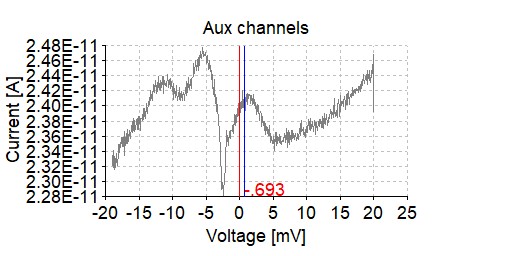 Aux channels
2.48E-11
2.46E-11
2.44E-11
2.42E-11
2.40E-11
2.38E-11
2.36E-11
2.34E-11
2.32E-11
2.30E-11
2.28E-11
Current [A]
-.693
-20 -15 -10 -5 0 5 10 15 20 25
Voltage [mV]